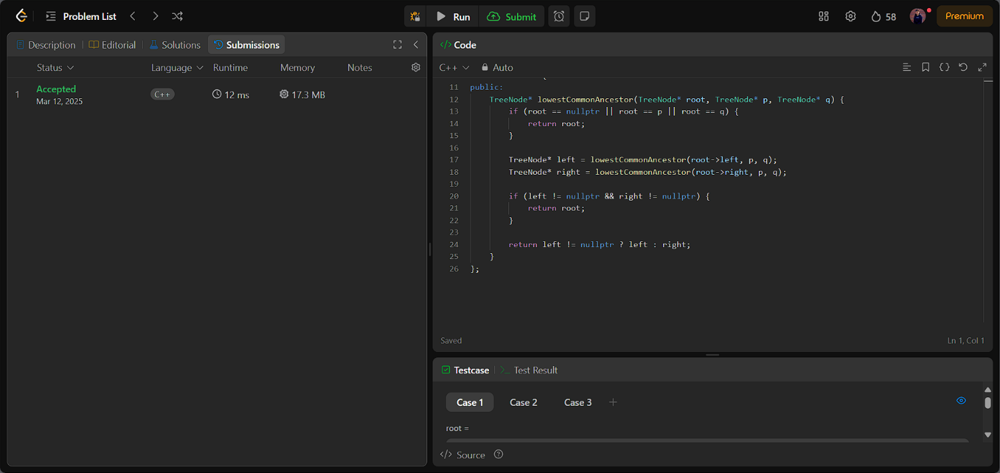 Problem List
Run
Submit
58
Premium
Description
Editorial
Solutions
Submissions
Status
Language
Runtime
Memory
Notes
1
Accepted
Mar 12, 2025
C++
12 ms
17.3 MB
</> Code
C++
Auto
11 public:
12 TreeNode* lowestCommonAncestor(TreeNode* root, TreeNode* p, TreeNode* q) {
13 if (root == nullptr || root == p || root == q) {
14 return root;
15 }
16
17 TreeNode* left = lowestCommonAncestor(root->left, p, q);
18 TreeNode* right = lowestCommonAncestor(root->right, p, q);
19
20 if (left != nullptr && right != nullptr) {
21 return root;
22 }
23
24 return left != nullptr ? left : right;
25 }
26 };
Saved
Ln 1, Col 1
Testcase
Test Result
Case 1
Case 2
Case 3
+
root =
</> Source